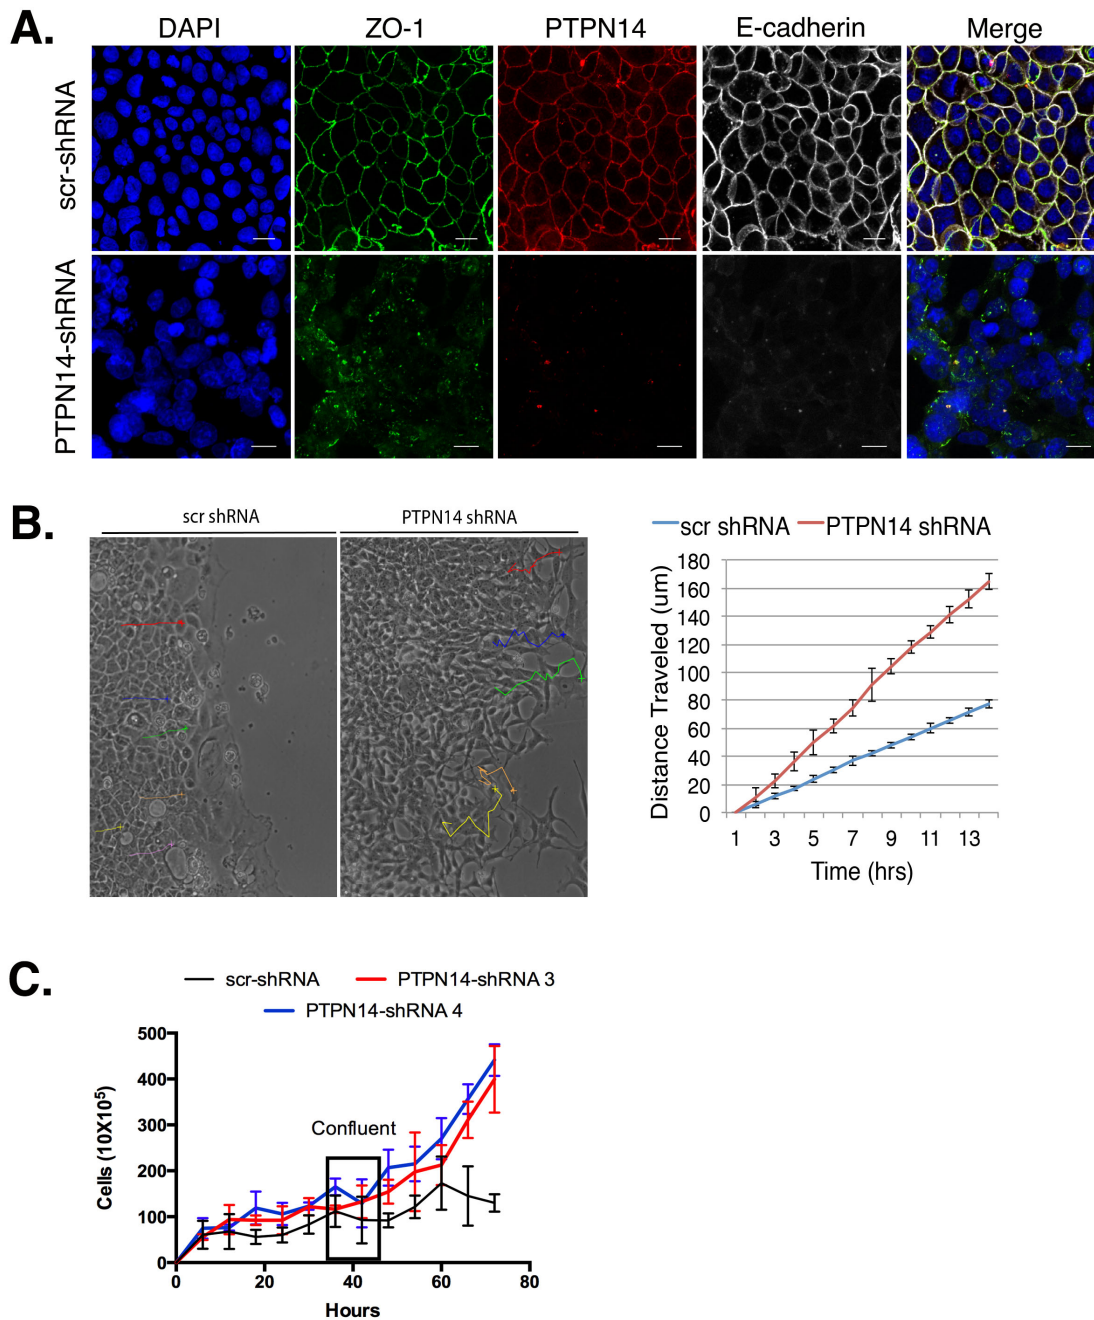 A.
DAPI ZO-1 PTPN14 E-cadherin Merge
scr-shRNA
PTPN14-shRNA
B.
scr shRNA PTPN14 shRNA
scr shRNA PTPN14 shRNA
Distance Traveled (um)
180
160
140
120
100
80
60
40
20
0
1 3 5 7 9 11 13
Time (hrs)
C.
scr-shRNA PTPN14-shRNA 3
PTPN14-shRNA 4
Cells (10X10⁵)
500
400
300
200
100
0
Confluent
0 20 40 60 80
Hours